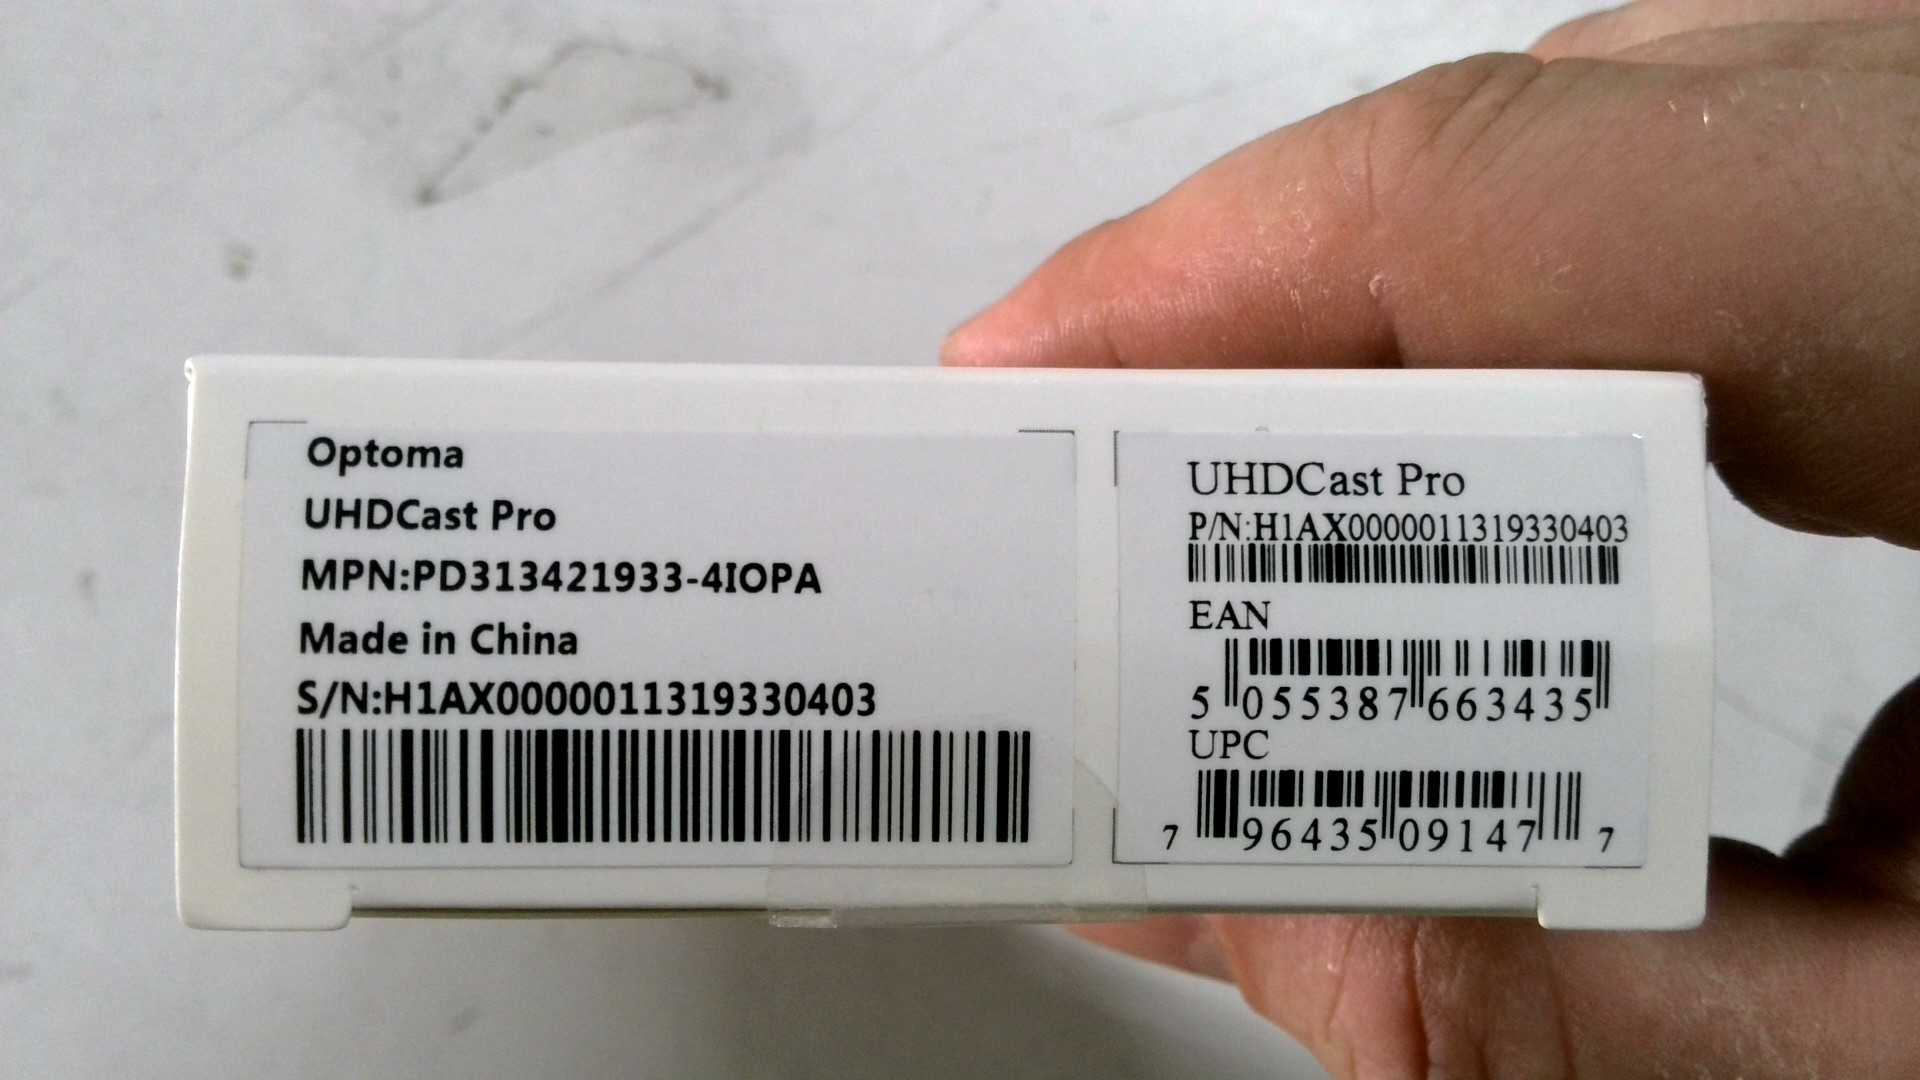 Optoma
UHDCast Pro
MPN:PD313421933-4IOPA
Made in China
S/N:H1AX0000011319330403
UHDCast Pro
P/N:H1AX0000011319330403
EAN
5 055387 663435
UPC
7 96435 09147 7